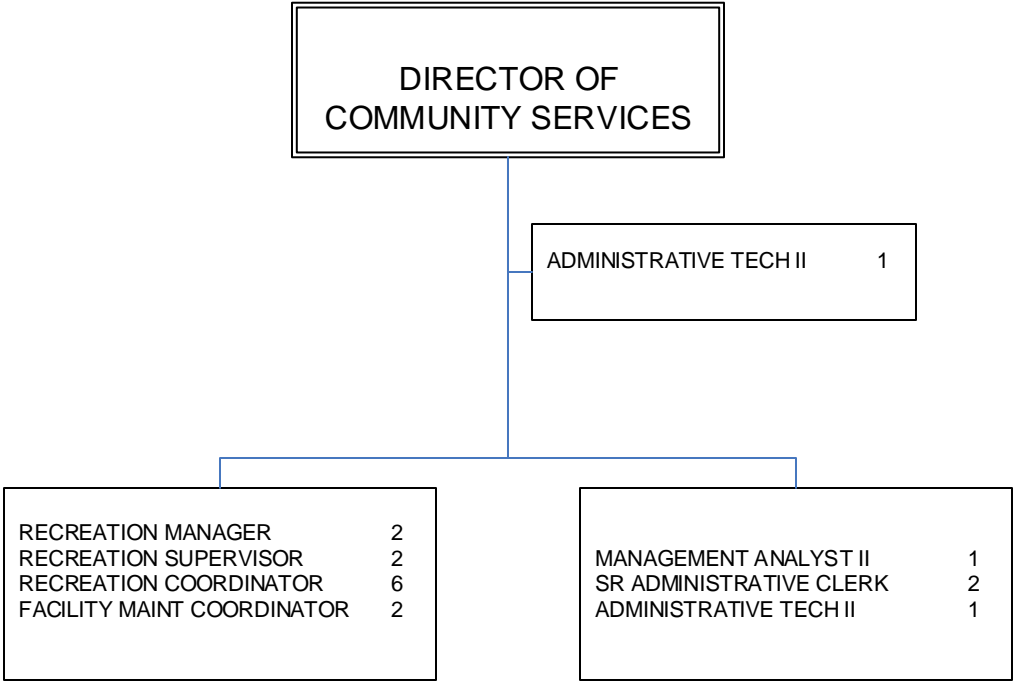 DIRECTOR OF
COMMUNITY SERVICES
ADMINISTRATIVE TECH II 1
RECREATION MANAGER 2
RECREATION SUPERVISOR 2
RECREATION COORDINATOR 6
FACILITY MAINT COORDINATOR 2
MANAGEMENT ANALYST II 1
SR ADMINISTRATIVE CLERK 2
ADMINISTRATIVE TECH II 1